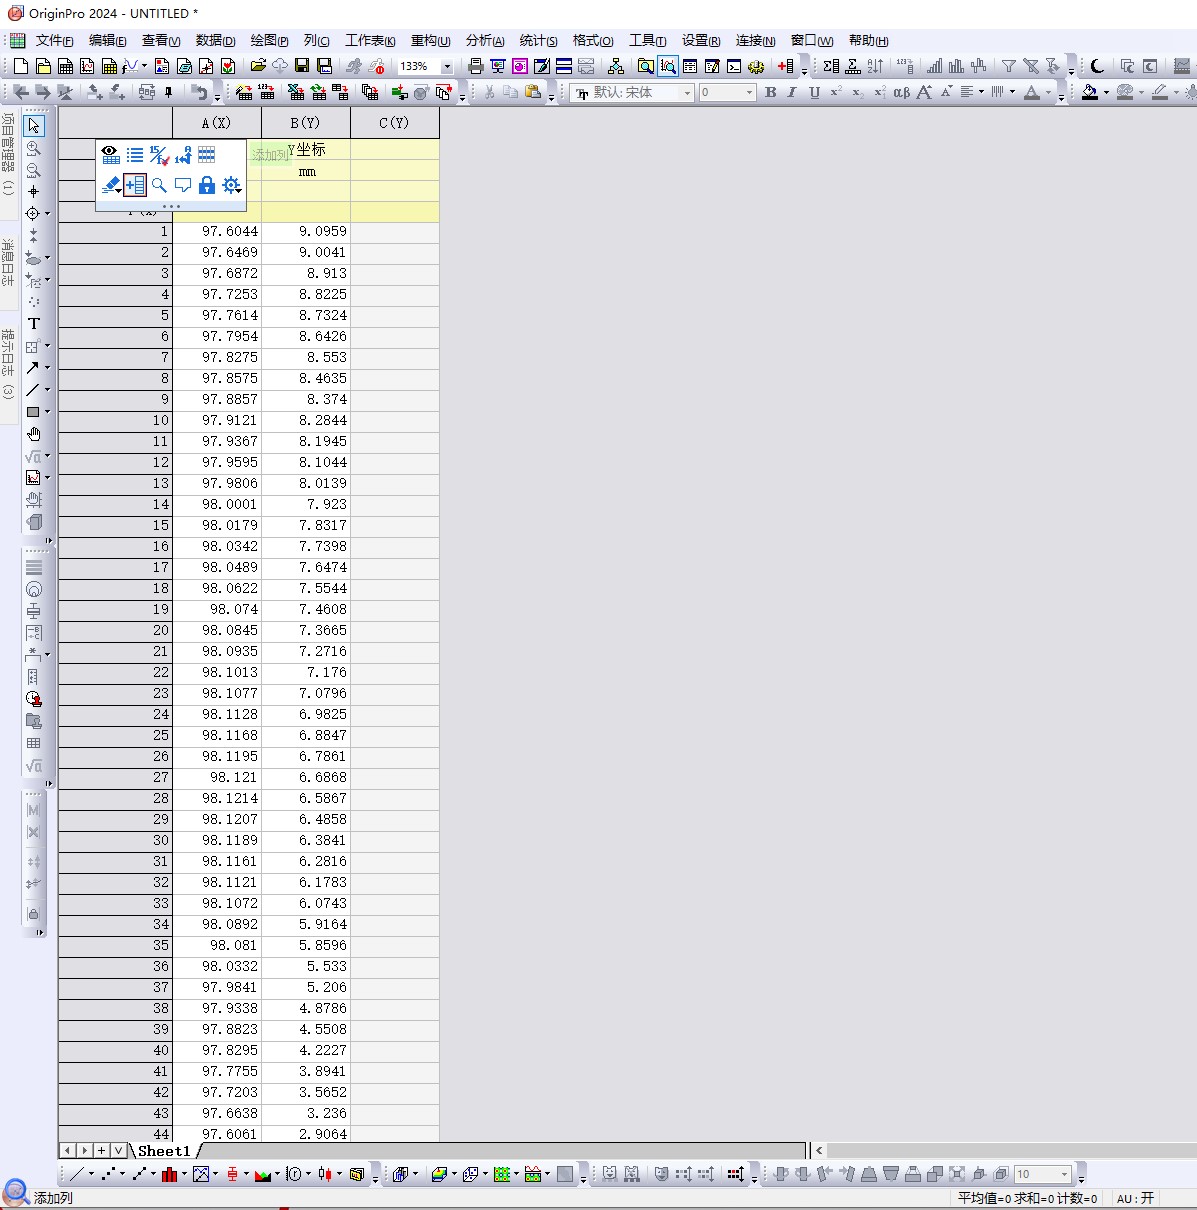 OriginPro 2024 - UNTITLED *
文件(F) 编辑(E) 查看(V) 数据(D) 绘图(P) 列(C) 工作表(K) 重构(U) 分析(A) 统计(S) 格式(O) 工具(T) 设置(R) 连接(N) 窗口(W) 帮助(H)
133%
默认: 宋体 0 B I U αβ A
项目管理器 (1)
消息日志
提示日志 (3)
A(X) B(Y) C(Y)
添加列 Y坐标
mm
F(X)
1 97.6044 9.0959
2 97.6469 9.0041
3 97.6872 8.913
4 97.7253 8.8225
5 97.7614 8.7324
6 97.7954 8.6426
7 97.8275 8.553
8 97.8575 8.4635
9 97.8857 8.374
10 97.9121 8.2844
11 97.9367 8.1945
12 97.9595 8.1044
13 97.9806 8.0139
14 98.0001 7.923
15 98.0179 7.8317
16 98.0342 7.7398
17 98.0489 7.6474
18 98.0622 7.5544
19 98.074 7.4608
20 98.0845 7.3665
21 98.0935 7.2716
22 98.1013 7.176
23 98.1077 7.0796
24 98.1128 6.9825
25 98.1168 6.8847
26 98.1195 6.7861
27 98.121 6.6868
28 98.1214 6.5867
29 98.1207 6.4858
30 98.1189 6.3841
31 98.1161 6.2816
32 98.1121 6.1783
33 98.1072 6.0743
34 98.0892 5.9164
35 98.081 5.8596
36 98.0332 5.533
37 97.9841 5.206
38 97.9338 4.8786
39 97.8823 4.5508
40 97.8295 4.2227
41 97.7755 3.8941
42 97.7203 3.5652
43 97.6638 3.236
44 97.6061 2.9064
Sheet1
10
添加列 平均值=0 求和=0 计数=0 AU : 开